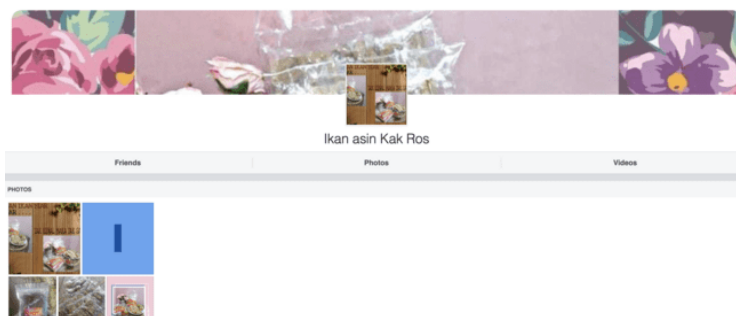 Ikan asin Kak Ros
Friends
Photos
Videos
PHOTOS
I